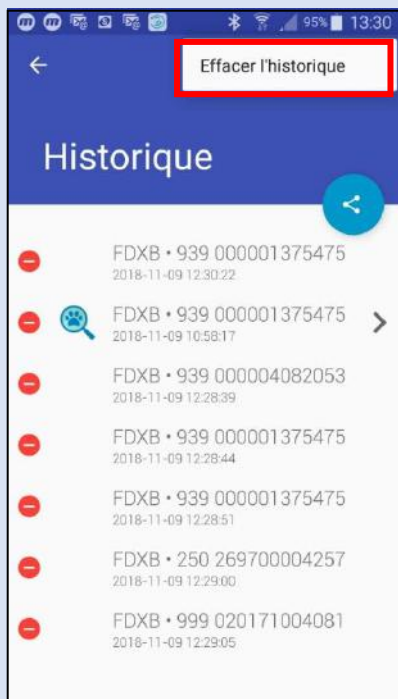 95% 13:30
Effacer l'historique
Historique
FDXB • 939 000001375475
2018-11-09 12:30:22
FDXB • 939 000001375475
2018-11-09 10:58:17
FDXB • 939 000004082053
2018-11-09 12:28:39
FDXB • 939 000001375475
2018-11-09 12:28:44
FDXB • 939 000001375475
2018-11-09 12:28:51
FDXB • 250 269700004257
2018-11-09 12:29:00
FDXB • 999 020171004081
2018-11-09 12:29:05